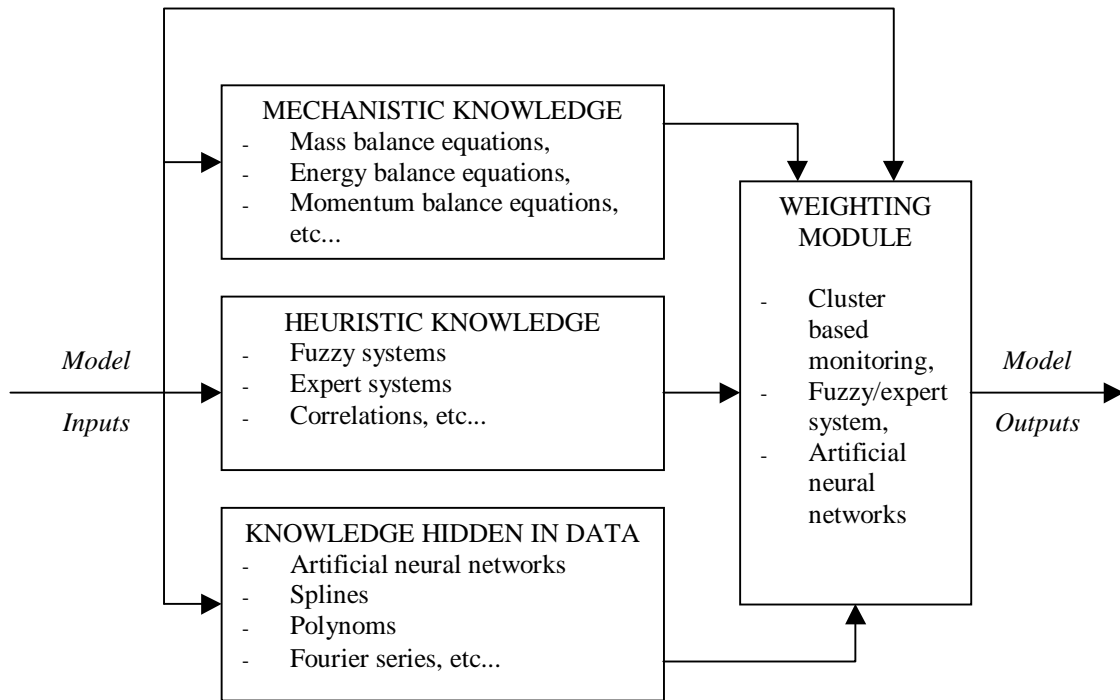 MECHANISTIC KNOWLEDGE
- Mass balance equations,
- Energy balance equations,
- Momentum balance equations,
etc...
HEURISTIC KNOWLEDGE
- Fuzzy systems
- Expert systems
- Correlations, etc...
KNOWLEDGE HIDDEN IN DATA
- Artificial neural networks
- Splines
- Polynoms
- Fourier series, etc...
Model
Inputs
WEIGHTING
MODULE
- Cluster
based
monitoring,
- Fuzzy/expert
system,
- Artificial
neural
networks
Model
Outputs